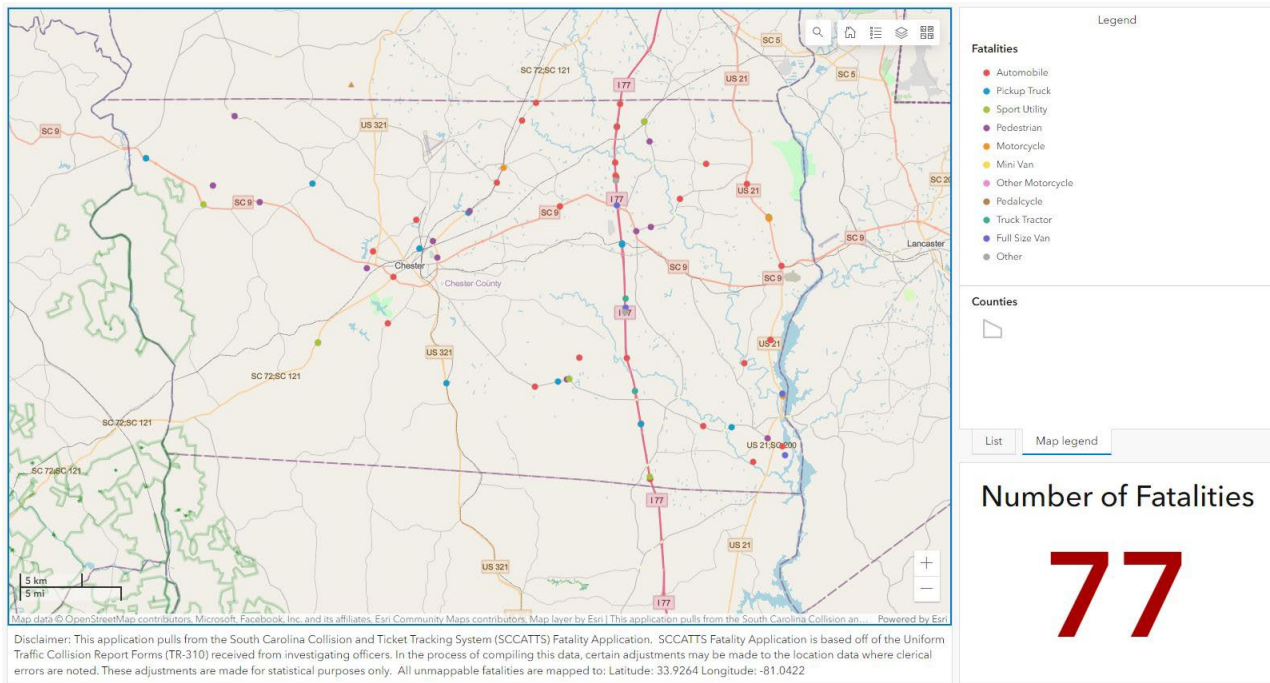 Legend
Fatalities
Automobile
Pickup Truck
Sport Utility
Pedestrian
Motorcycle
Mini Van
Other Motorcycle
Pedalcycle
Truck Tractor
Full Size Van
Other
Counties
List
Map legend
Number of Fatalities
77
SC 5
SC 72;SC 121
US 21
SC 5
I 77
US 321
SC 9
SC 20
I 77
US 21
SC 9
SC 9
SC 9
Lancaster
Chester
SC 9
SC 9
Chester County
I 77
US 21
US 321
SC 72;SC 121
SC 72;SC 121
US 21;SC 200
SC 72;SC 121
I 77
US 21
US 321
I 77
5 km
5 mi
Map data © OpenStreetMap contributors, Microsoft, Facebook, Inc. and its affiliates, Esri Community Maps contributors, Map layer by Esri | This application pulls from the South Carolina Collision an... Powered by Esri
Disclaimer: This application pulls from the South Carolina Collision and Ticket Tracking System (SCCATTS) Fatality Application. SCCATTS Fatality Application is based off of the Uniform
Traffic Collision Report Forms (TR-310) received from investigating officers. In the process of compiling this data, certain adjustments may be made to the location data where clerical
errors are noted. These adjustments are made for statistical purposes only. All unmappable fatalities are mapped to: Latitude: 33.9264 Longitude: -81.0422